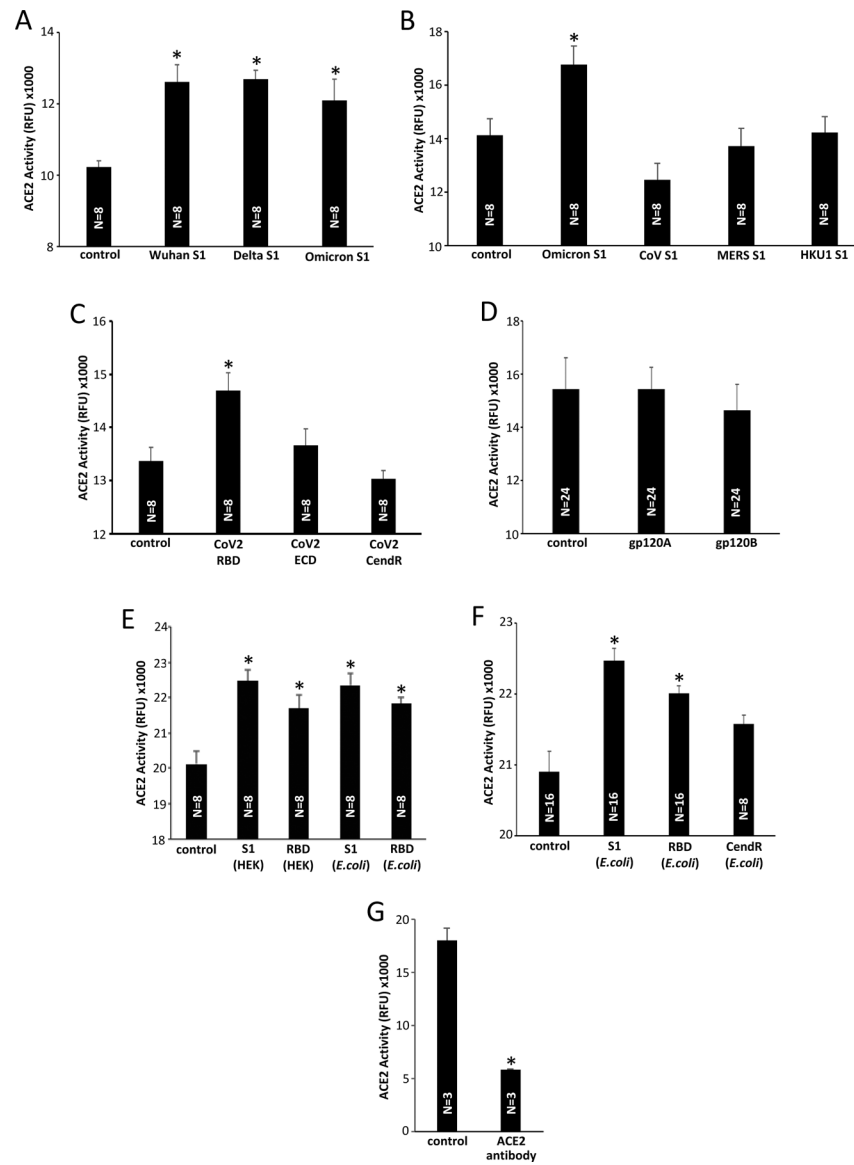 A
ACE2 Activity (RFU) x1000
14
12
10
8
*
*
*
N=8
N=8
N=8
N=8
control
Wuhan S1
Delta S1
Omicron S1
B
ACE2 Activity (RFU) x1000
18
16
14
12
10
*
N=8
N=8
N=8
N=8
N=8
control
Omicron S1
CoV S1
MERS S1
HKU1 S1
C
ACE2 Activity (RFU) x1000
16
15
14
13
12
*
N=8
N=8
N=8
N=8
control
CoV2
RBD
CoV2
ECD
CoV2
CendR
D
ACE2 Activity (RFU) x1000
18
16
14
12
10
N=24
N=24
N=24
control
gp120A
gp120B
E
ACE2 Activity (RFU) x1000
24
23
22
21
20
18
*
*
*
*
N=8
N=8
N=8
N=8
N=8
control
S1
(HEK)
RBD
(HEK)
S1
(E.coli)
RBD
(E.coli)
F
ACE2 Activity (RFU) x1000
23
22
21
20
*
*
N=16
N=16
N=16
N=8
control
S1
(E.coli)
RBD
(E.coli)
CendR
(E.coli)
G
ACE2 Activity (RFU) x1000
20
15
10
5
0
*
N=3
N=3
control
ACE2
antibody